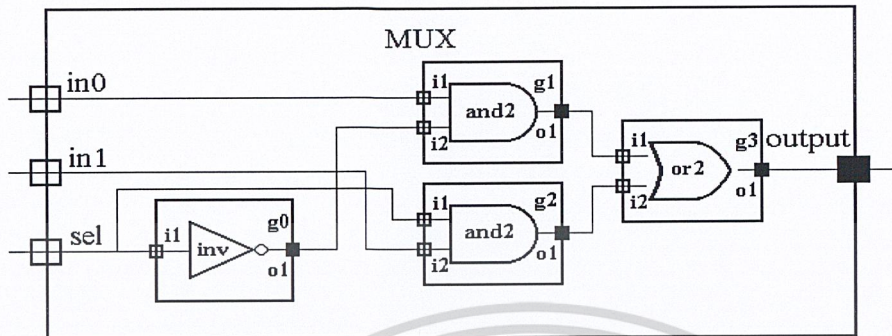 MUX
in0
i1
g1
and2
i2
o1
in1
i1
g3
output
or2
i2
o1
i1
g2
and2
i2
o1
sel
i1
g0
inv
o1